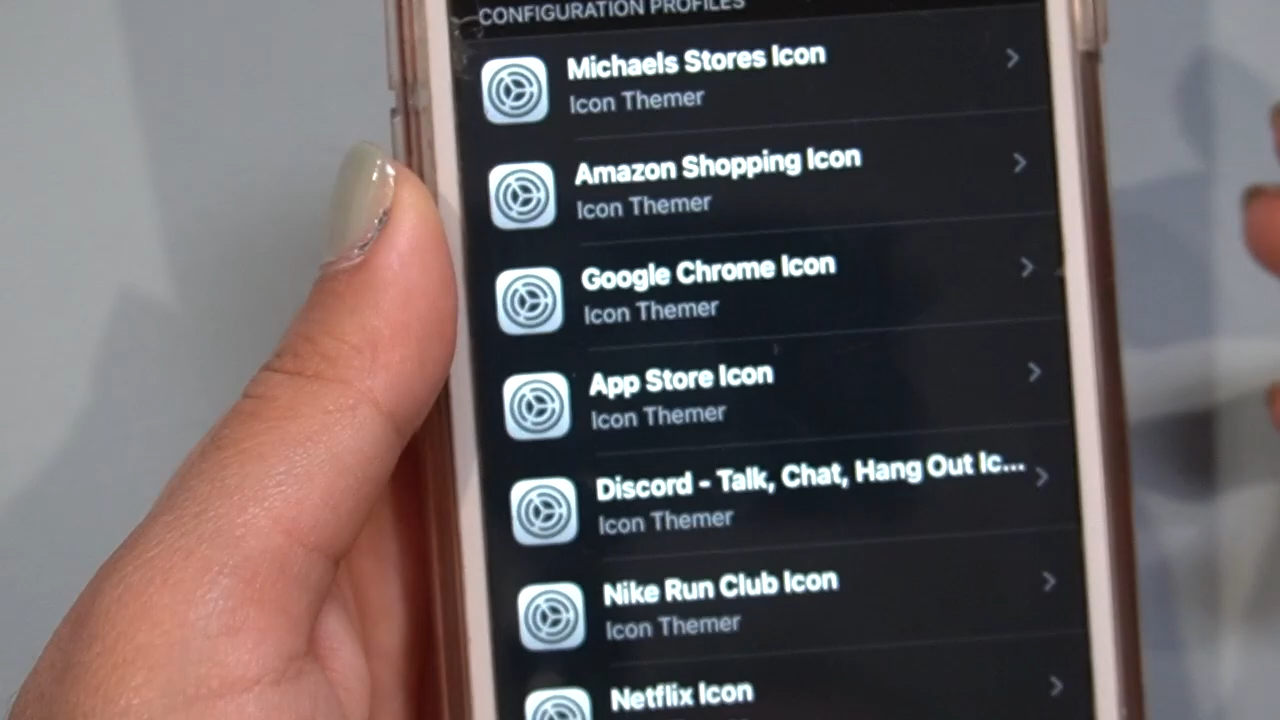 CONFIGURATION PROFILES
Michaels Stores Icon
Icon Themer
Amazon Shopping Icon
Icon Themer
Google Chrome Icon
Icon Themer
App Store Icon
Icon Themer
Discord - Talk, Chat, Hang Out Ic...
Icon Themer
Nike Run Club Icon
Icon Themer
Netflix Icon